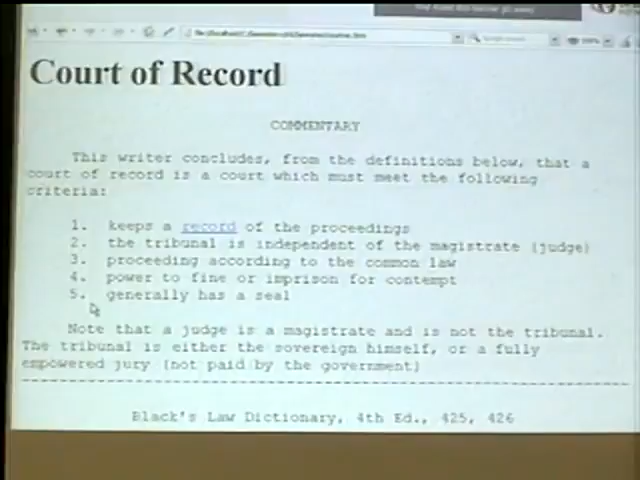 Court of Record
COMMENTARY
This writer concludes, from the definitions below, that a
court of record is a court which must meet the following
criteria:
1. keeps a record of the proceedings
2. the tribunal is independent of the magistrate (judge)
3. proceeding according to the common law
4. power to fine or imprison for contempt
5. generally has a seal
Note that a judge is a magistrate and is not the tribunal.
The tribunal is either the sovereign himself, or a fully
empowered jury (not paid by the government)
Black's Law Dictionary, 4th Ed., 425, 426